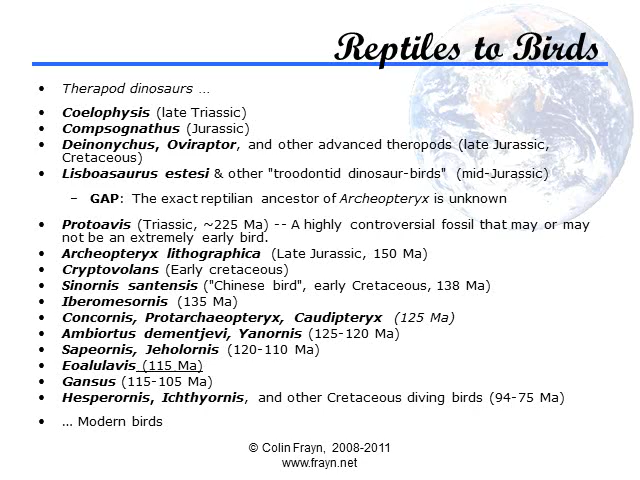 Reptiles to Birds
• Therapod dinosaurs …
• Coelophysis (late Triassic)
• Compsognathus (Jurassic)
• Deinonychus, Oviraptor, and other advanced theropods (late Jurassic,
Cretaceous)
• Lisboasaurus estesi & other "troodontid dinosaur-birds" (mid-Jurassic)
– GAP: The exact reptilian ancestor of Archeopteryx is unknown
• Protoavis (Triassic, ~225 Ma) -- A highly controversial fossil that may or may
not be an extremely early bird.
• Archeopteryx lithographica (Late Jurassic, 150 Ma)
• Cryptovolans (Early cretaceous)
• Sinornis santensis ("Chinese bird", early Cretaceous, 138 Ma)
• Iberomesornis (135 Ma)
• Concornis, Protarchaeopteryx, Caudipteryx (125 Ma)
• Ambiortus dementjevi, Yanornis (125-120 Ma)
• Sapeornis, Jeholornis (120-110 Ma)
• Eoalulavis (115 Ma)
• Gansus (115-105 Ma)
• Hesperornis, Ichthyornis, and other Cretaceous diving birds (94-75 Ma)
• … Modern birds
© Colin Frayn, 2008-2011
www.frayn.net